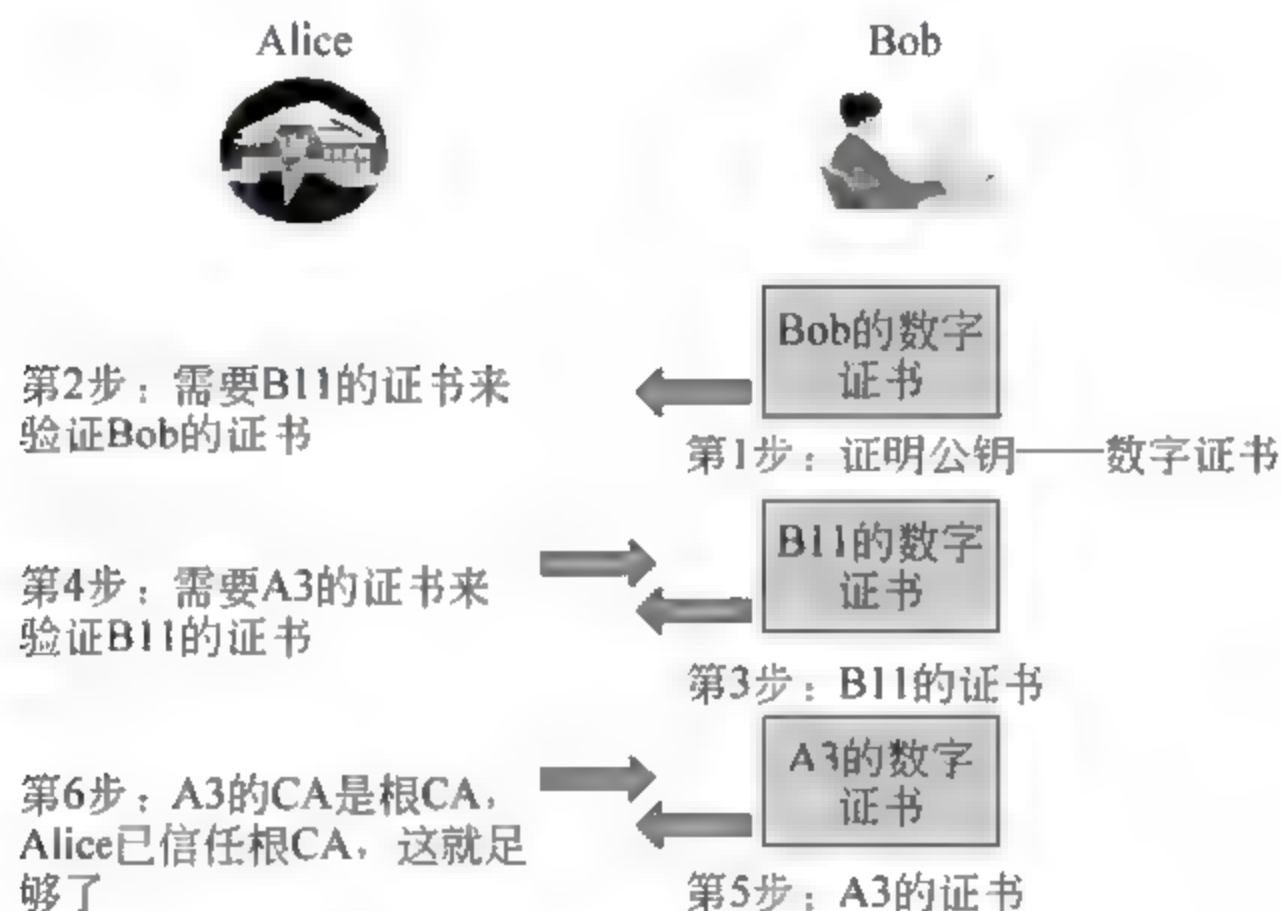 Alice
Bob
Bob的数字
证书
第2步：需要B11的证书来
验证Bob的证书
第1步：证明公钥——数字证书
B11的数字
证书
第4步：需要A3的证书来
验证B11的证书
第3步：B11的证书
A3的数字
证书
第6步：A3的CA是根CA，
Alice已信任根CA，这就足
够了
第5步：A3的证书